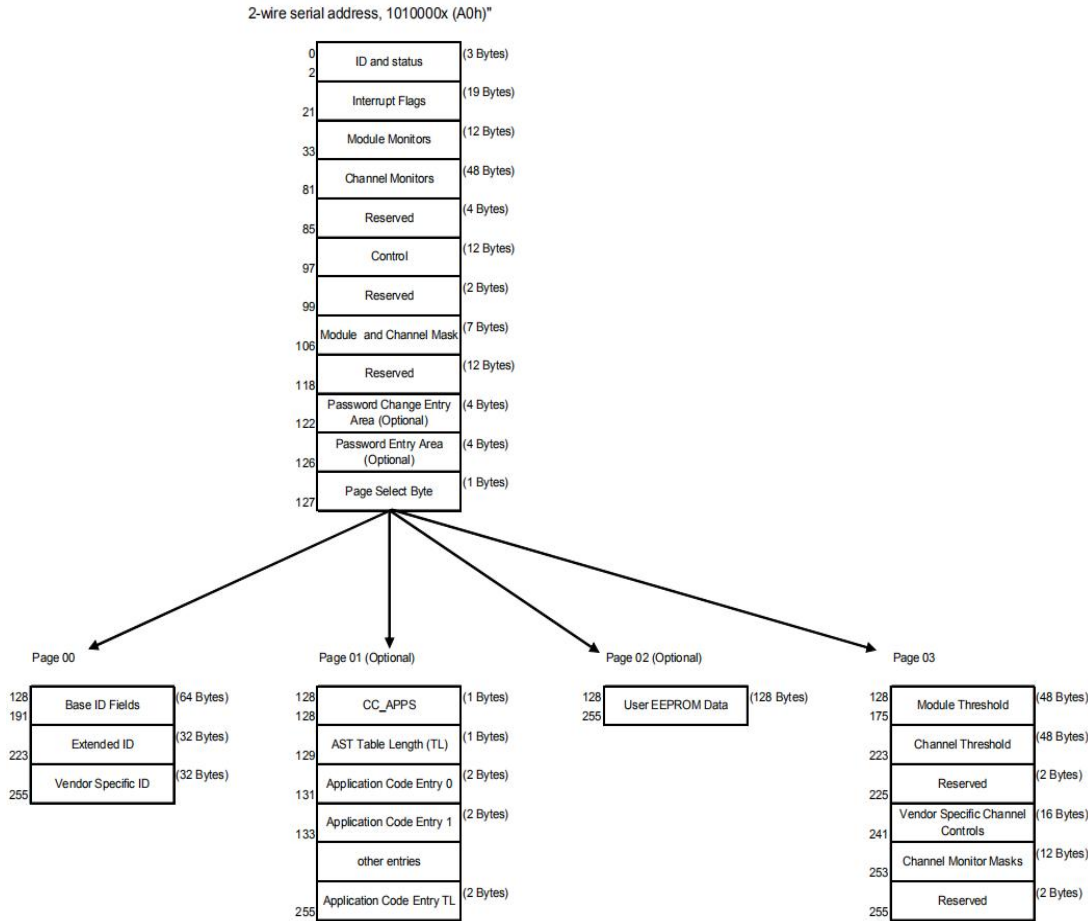 2-wire serial address, 1010000x (A0h)"
0
2
ID and status
(3 Bytes)
21
Interrupt Flags
(19 Bytes)
33
Module Monitors
(12 Bytes)
81
Channel Monitors
(48 Bytes)
85
Reserved
(4 Bytes)
97
Control
(12 Bytes)
99
Reserved
(2 Bytes)
106
Module and Channel Mask
(7 Bytes)
118
Reserved
(12 Bytes)
122
Password Change Entry
Area (Optional)
(4 Bytes)
126
Password Entry Area
(Optional)
(4 Bytes)
127
Page Select Byte
(1 Bytes)
Page 00
128
191
Base ID Fields
(64 Bytes)
223
Extended ID
(32 Bytes)
255
Vendor Specific ID
(32 Bytes)
Page 01 (Optional)
128
128
CC_APPS
(1 Bytes)
129
AST Table Length (TL)
(1 Bytes)
131
Application Code Entry 0
(2 Bytes)
133
Application Code Entry 1
(2 Bytes)
other entries
255
Application Code Entry TL
(2 Bytes)
Page 02 (Optional)
128
255
User EEPROM Data
(128 Bytes)
Page 03
128
175
Module Threshold
(48 Bytes)
223
Channel Threshold
(48 Bytes)
225
Reserved
(2 Bytes)
241
Vendor Specific Channel
Controls
(16 Bytes)
253
Channel Monitor Masks
(12 Bytes)
255
Reserved
(2 Bytes)